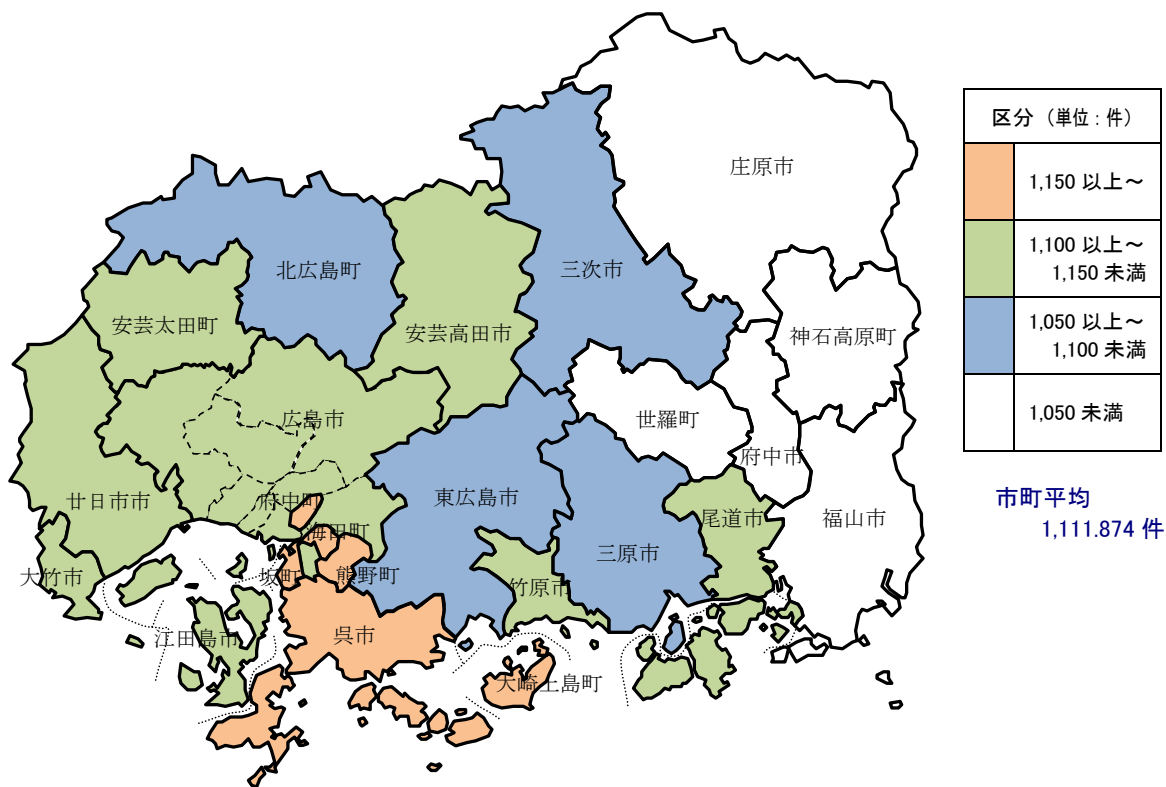 庄原市
北広島町
三次市
安芸太田町
安芸高田市
神石高原町
広島市
世羅町
府中市
廿日市市
府中町
東広島市
尾道市
福山市
海田町
三原市
大竹市
坂町
熊野町
竹原市
江田島市
呉市
大崎上島町
区分 (単位:件)
1,150 以上~
1,100 以上~
1,150 未満
1,050 以上~
1,100 未満
1,050 未満
市町平均
1,111.874 件